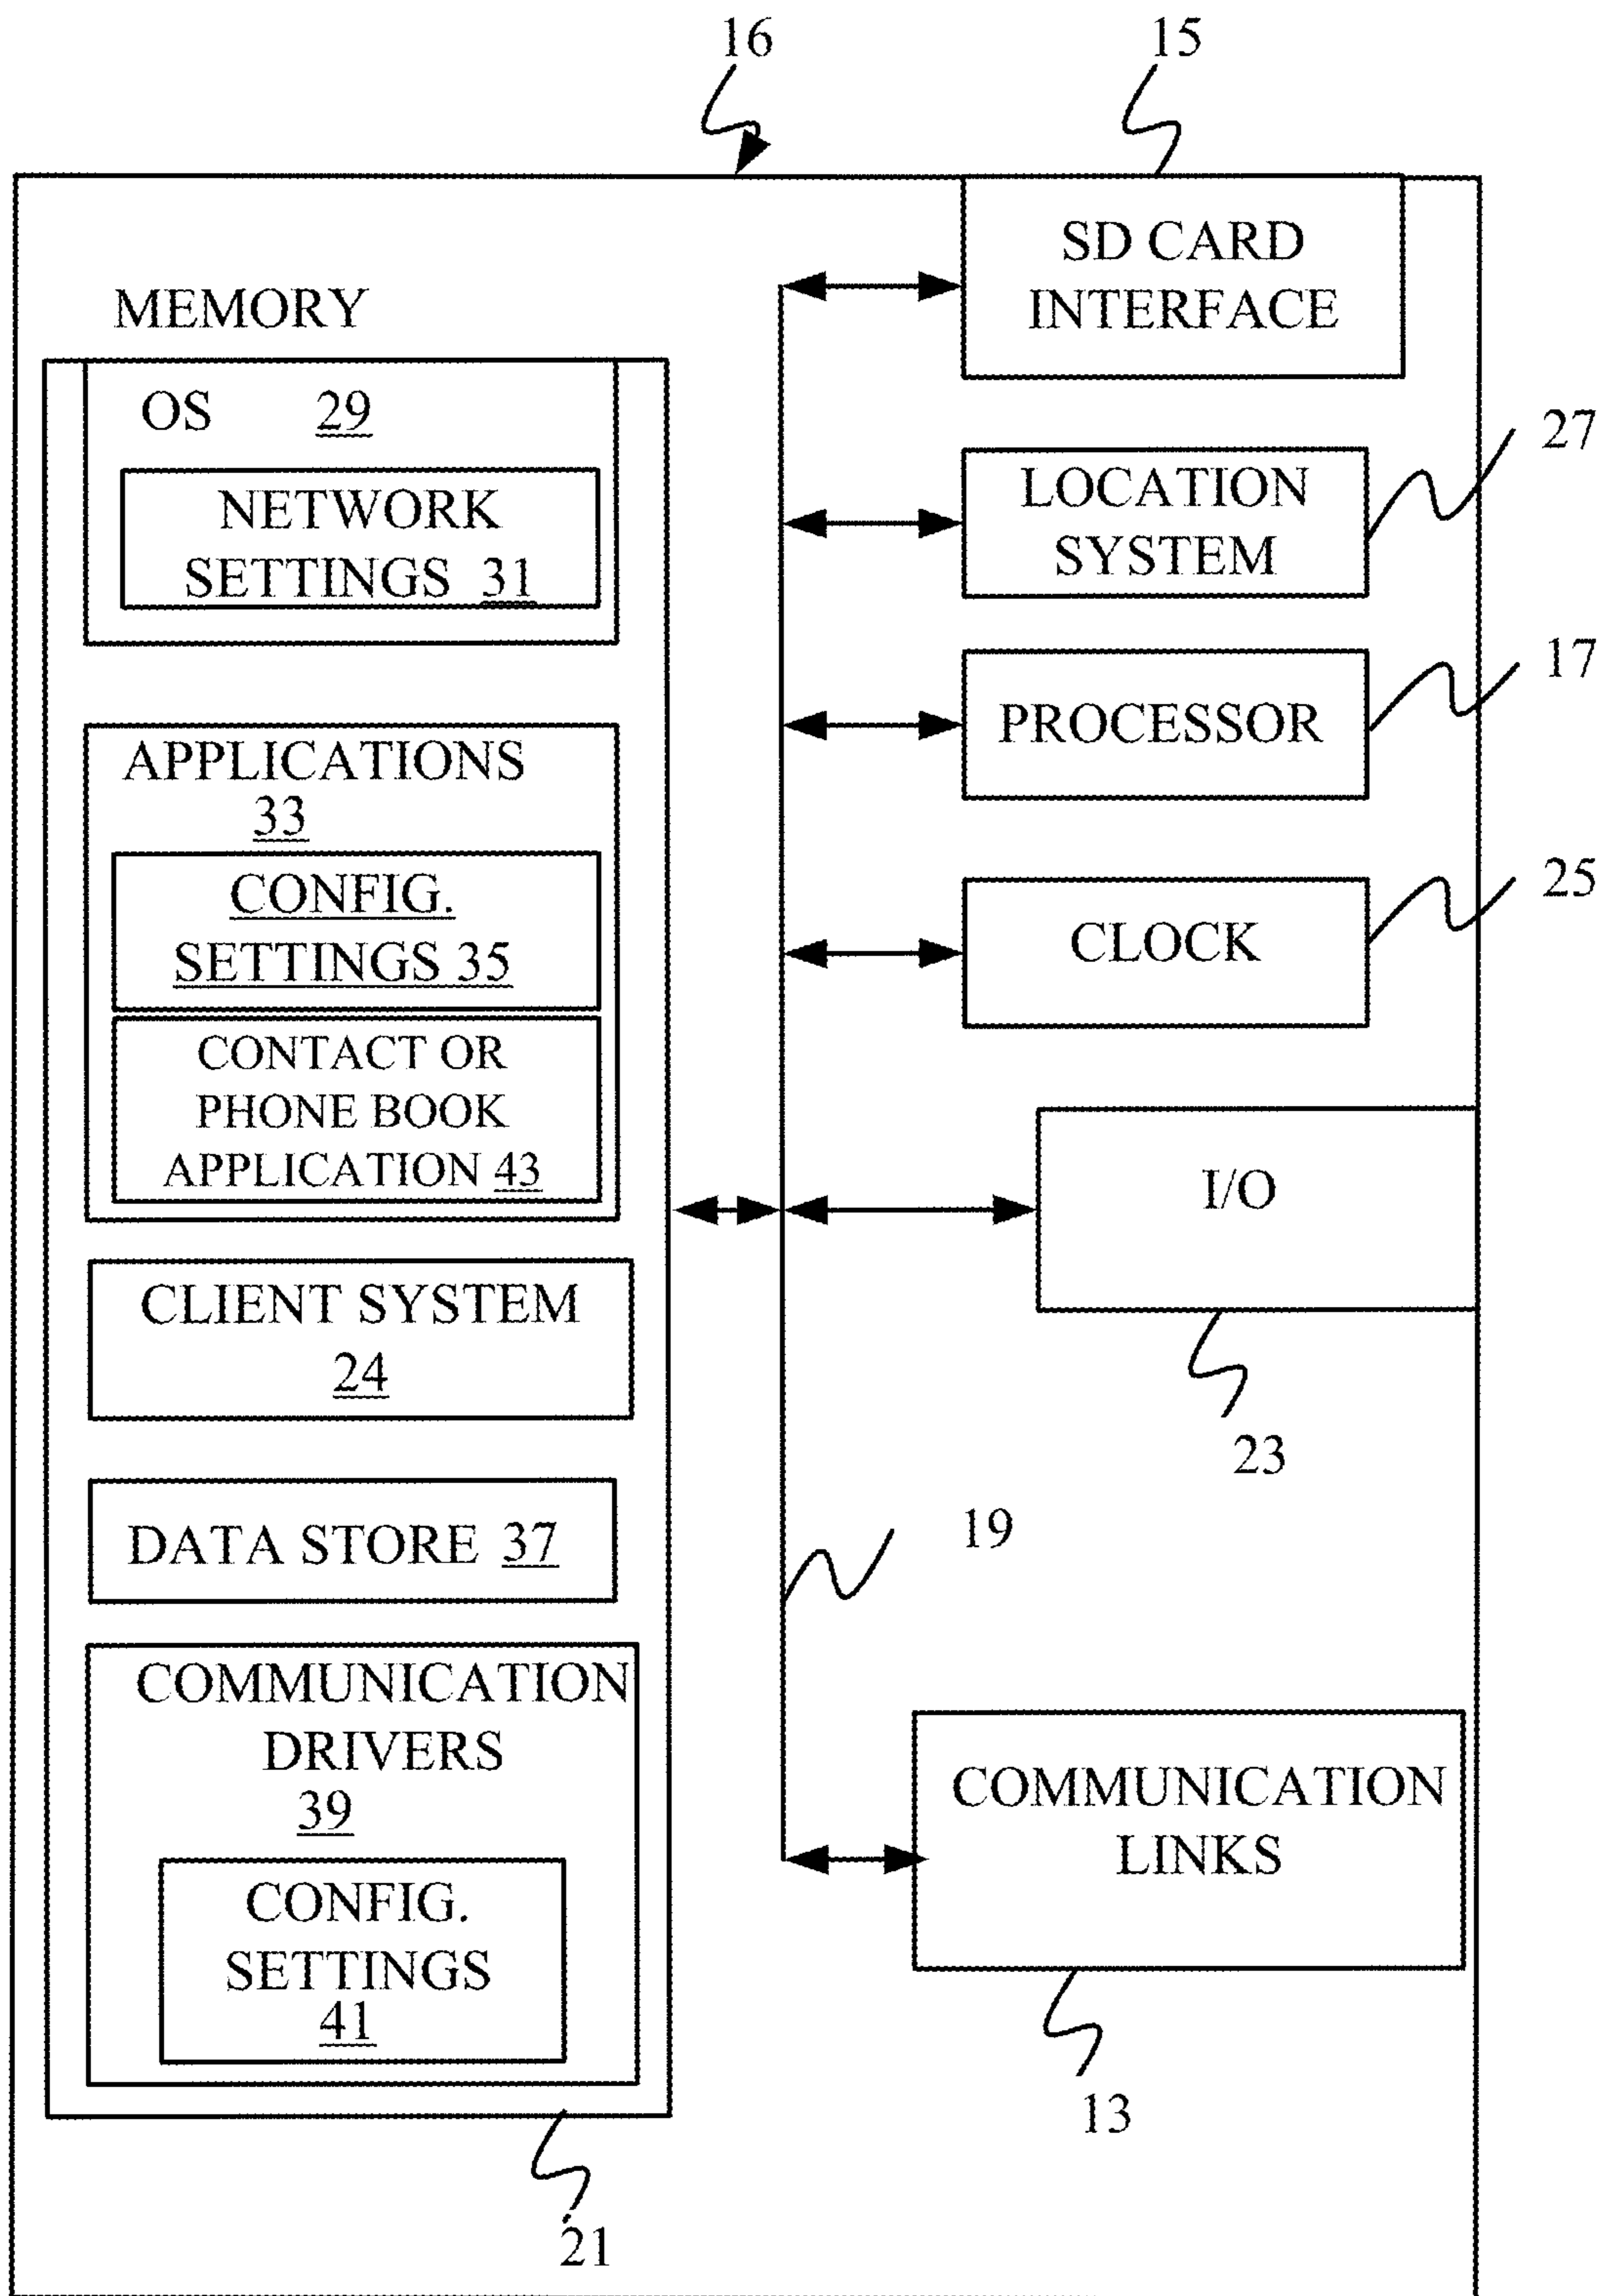 16
15
SD CARD
INTERFACE
MEMORY
OS 29
NETWORK
SETTINGS 31
27
LOCATION
SYSTEM
17
PROCESSOR
APPLICATIONS
33
CONFIG.
SETTINGS 35
25
CLOCK
CONTACT OR
PHONE BOOK
APPLICATION 43
I/O
CLIENT SYSTEM
24
23
DATA STORE 37
19
COMMUNICATION
DRIVERS
39
CONFIG.
SETTINGS
41
COMMUNICATION
LINKS
13
21